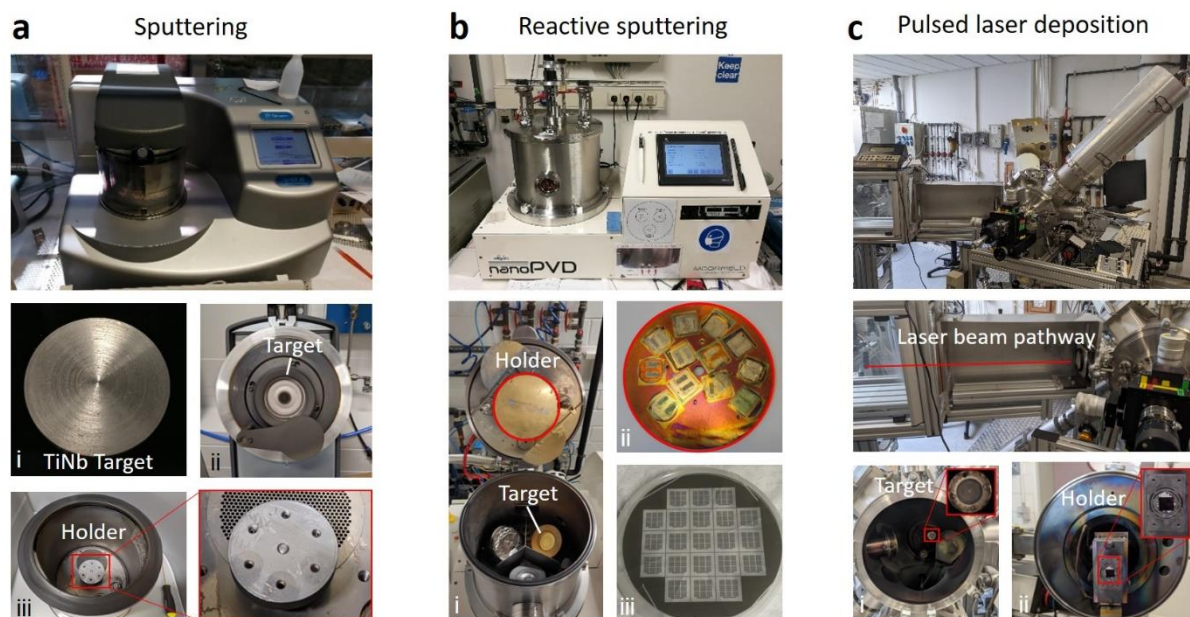 a Sputtering
b Reactive sputtering
c Pulsed laser deposition
Keep
clear
nanoPVD
MOORFIELD
Target
i TiNb Target
ii
Holder
iii
Holder
ii
Target
i
iii
Laser beam pathway
Target
i
Holder
ii